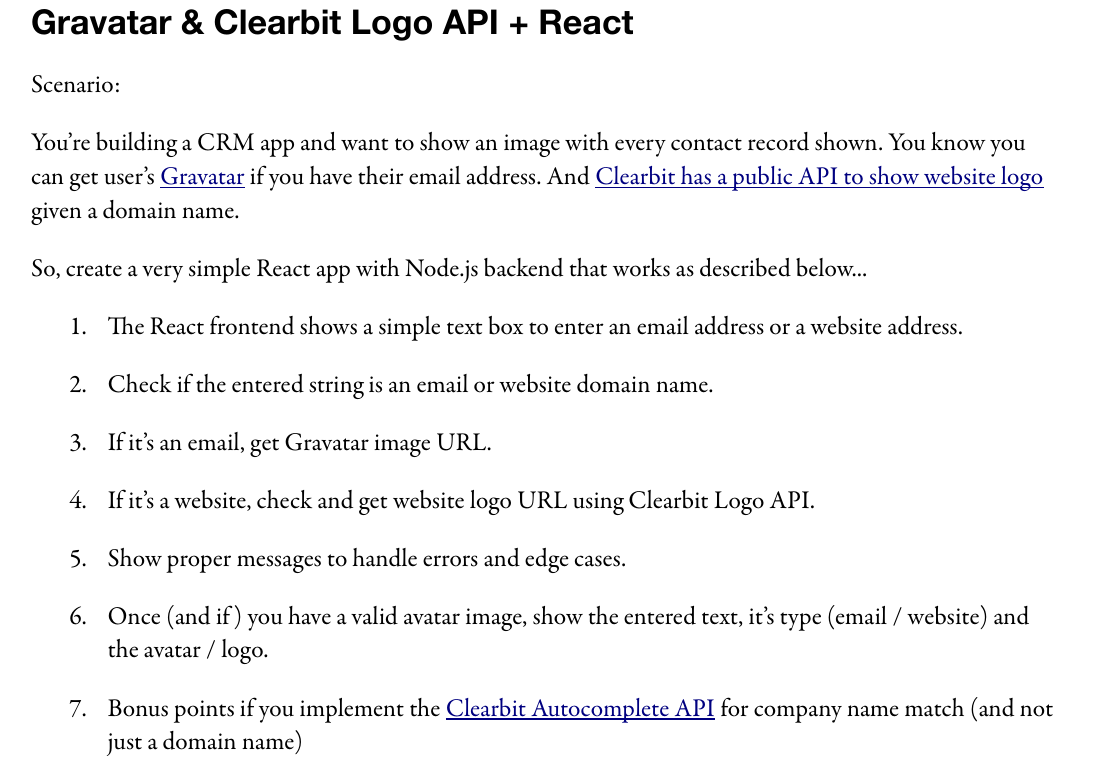 Gravatar & Clearbit Logo API + React
Scenario:
You're building a CRM app and want to show an image with every contact record shown. You know you
can get user's Gravatar if you have their email address. And Clearbit has a public API to show website logo
given a domain name.
So, create a very simple React app with Node.js backend that works as described below...
1. The React frontend shows a simple text box to enter an email address or a website address.
2. Check if the entered string is an email or website domain name.
3. If it's an email, get Gravatar image URL.
4. If it's a website, check and get website logo URL using Clearbit Logo API.
5. Show proper messages to handle errors and edge cases.
6. Once (and if) you have a valid avatar image, show the entered text, it's type (email / website) and
the avatar / logo.
7. Bonus points if you implement the Clearbit Autocomplete API for company name match (and not
just a domain name)